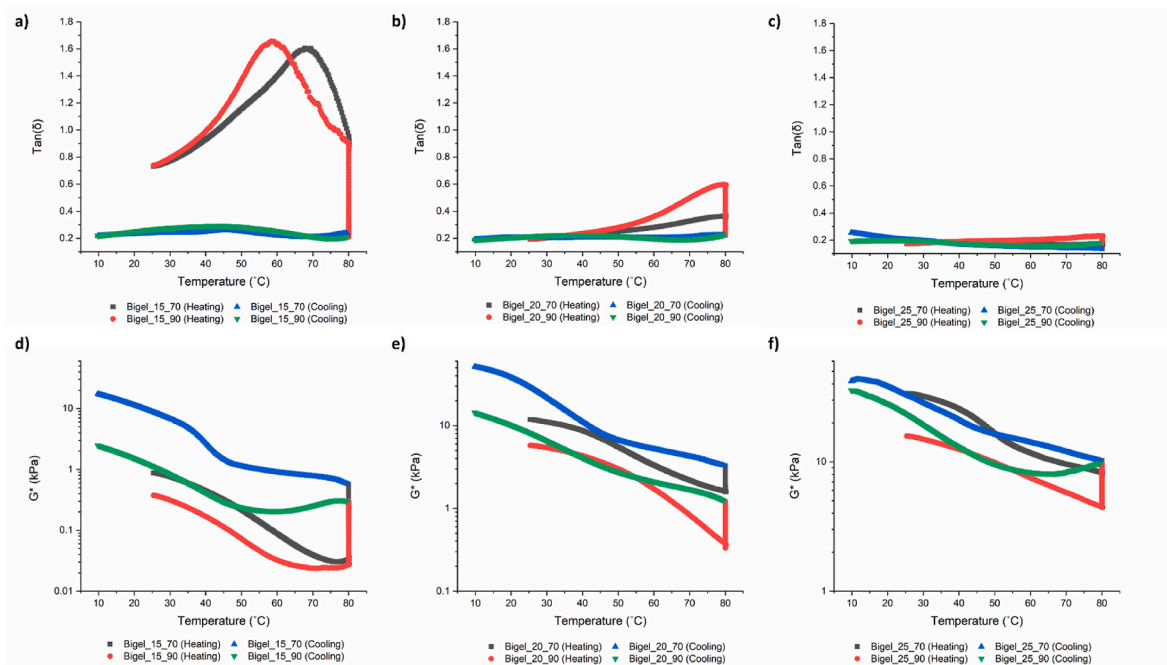 a)
1.8
1.6
1.4
1.2
1.0
0.8
0.6
0.4
0.2
Tan(δ)
10 20 30 40 50 60 70 80
Temperature (˚C)
Bigel_15_70 (Heating) Bigel_15_70 (Cooling)
Bigel_15_90 (Heating) Bigel_15_90 (Cooling)
b)
1.8
1.6
1.4
1.2
1.0
0.8
0.6
0.4
0.2
Tan(δ)
10 20 30 40 50 60 70 80
Temperature (˚C)
Bigel_20_70 (Heating) Bigel_20_70 (Cooling)
Bigel_20_90 (Heating) Bigel_20_90 (Cooling)
c)
1.8
1.6
1.4
1.2
1.0
0.8
0.6
0.4
0.2
Tan(δ)
10 20 30 40 50 60 70 80
Temperature (˚C)
Bigel_25_70 (Heating) Bigel_25_70 (Cooling)
Bigel_25_90 (Heating) Bigel_25_90 (Cooling)
d)
10
1
0.1
0.01
G* (kPa)
10 20 30 40 50 60 70 80
Temperature (˚C)
Bigel_15_70 (Heating) Bigel_15_70 (Cooling)
Bigel_15_90 (Heating) Bigel_15_90 (Cooling)
e)
10
1
0.1
G* (kPa)
10 20 30 40 50 60 70 80
Temperature (˚C)
Bigel_20_70 (Heating) Bigel_20_70 (Cooling)
Bigel_20_90 (Heating) Bigel_20_90 (Cooling)
f)
10
1
G* (kPa)
10 20 30 40 50 60 70 80
Temperature (˚C)
Bigel_25_70 (Heating) Bigel_25_70 (Cooling)
Bigel_25_90 (Heating) Bigel_25_90 (Cooling)